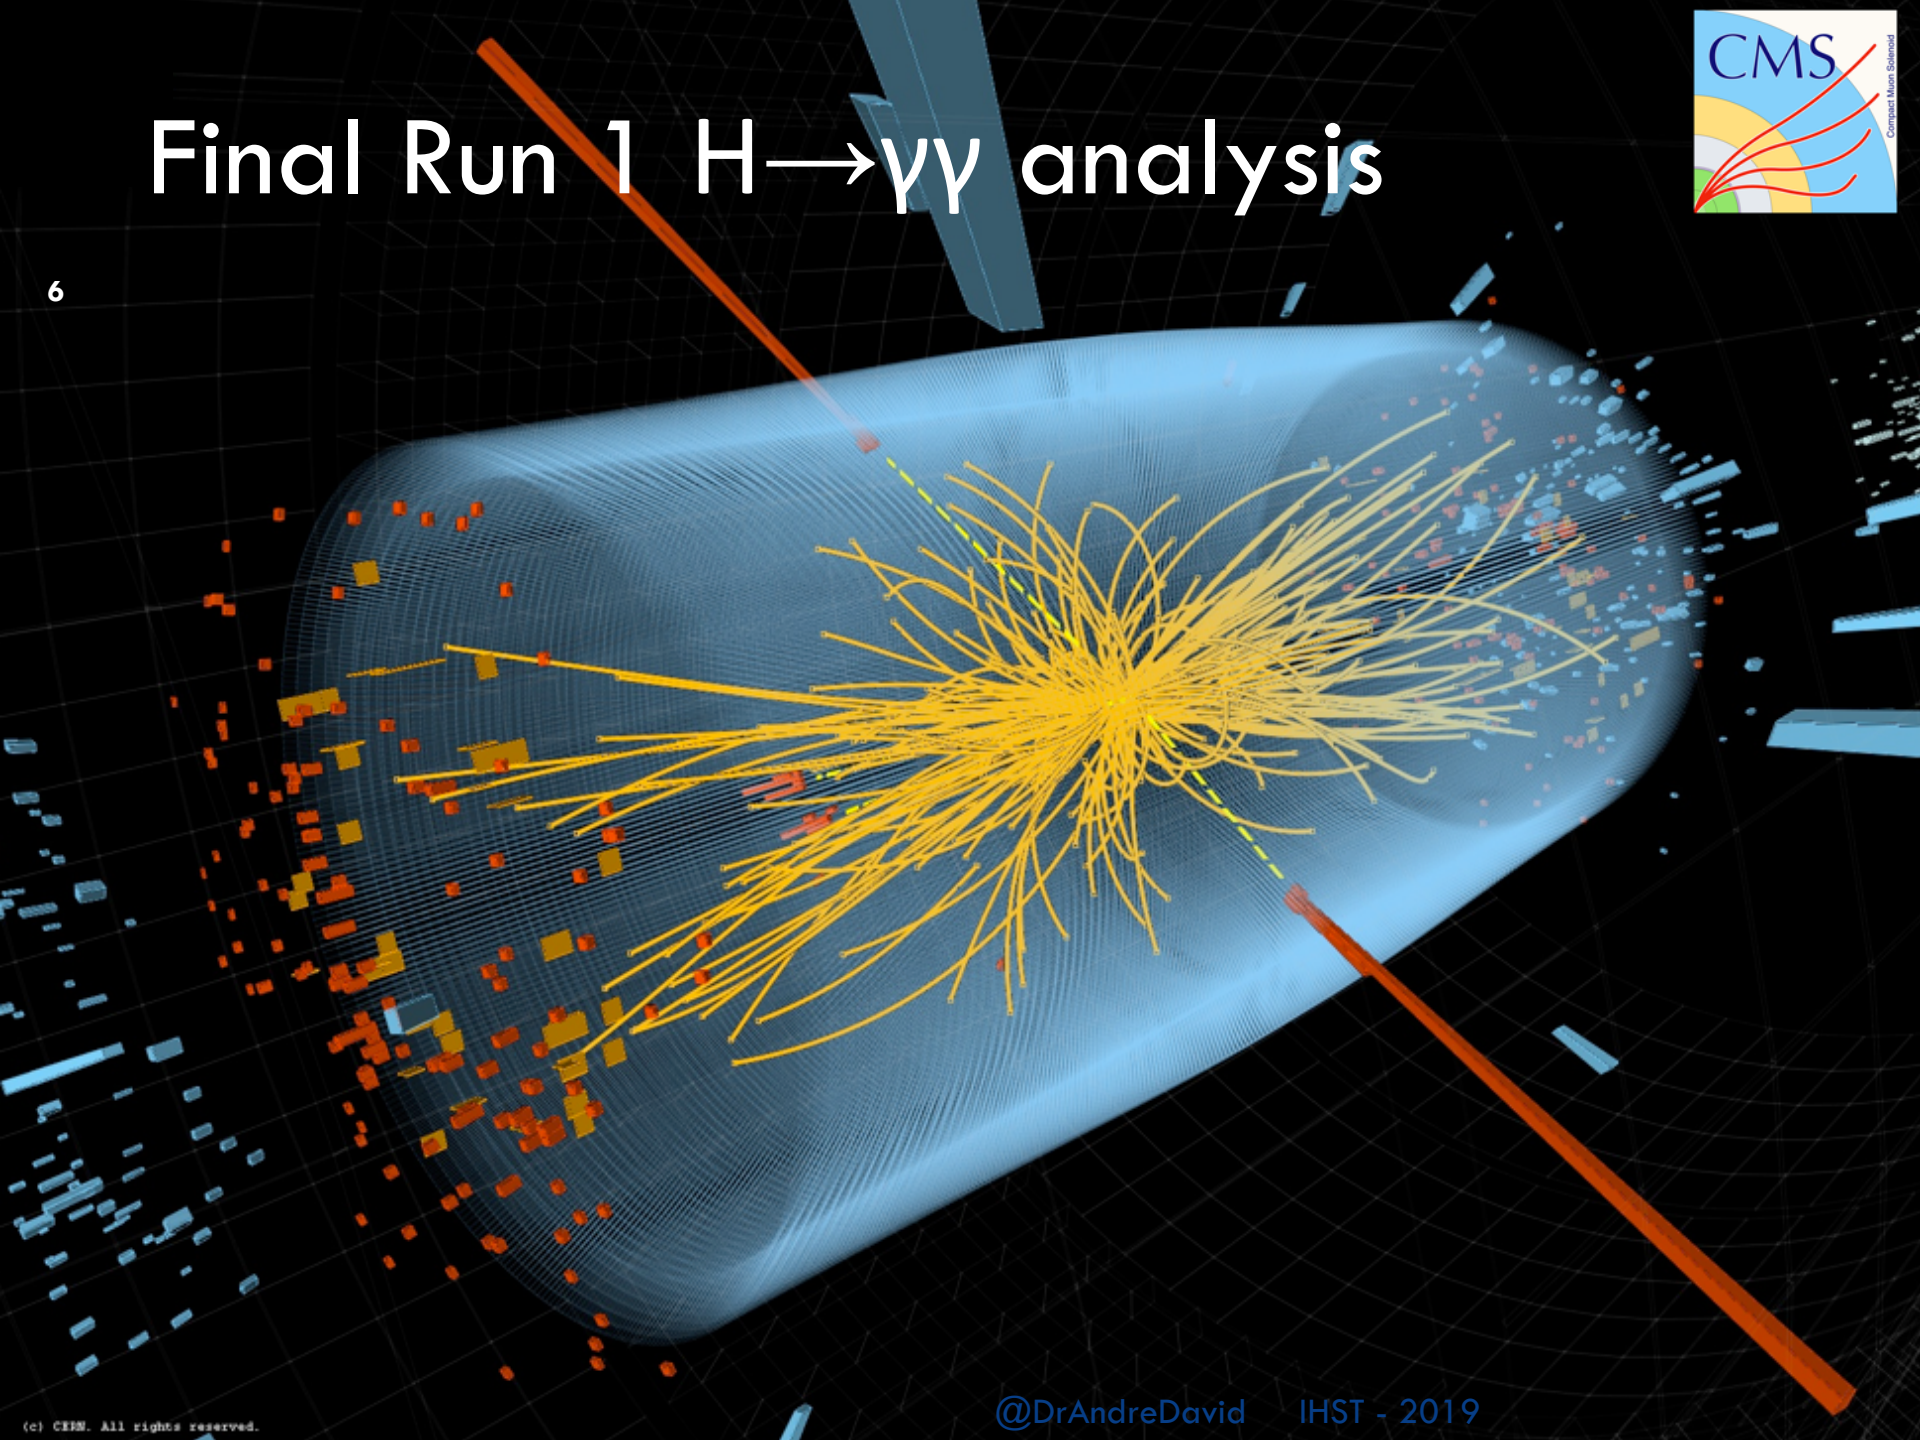 Final Run 1 H→γγ analysis
CMS
Compact Muon Solenoid
6
@DrAndreDavid IHST - 2019
(c) CERN. All rights reserved.